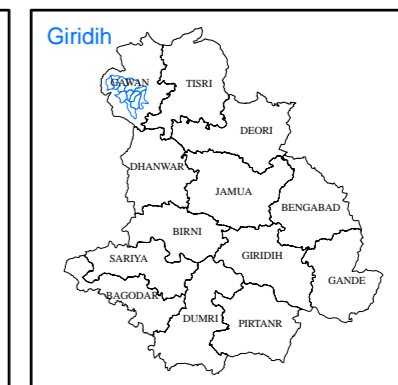 Giridih
GAWAN
TISRI
DEORI
DHANWAR
JAMUA
BENGABAD
BIRNI
SARIYA
GIRIDIH
GANDE
BAGODAR
DUMRI
PIRTANR